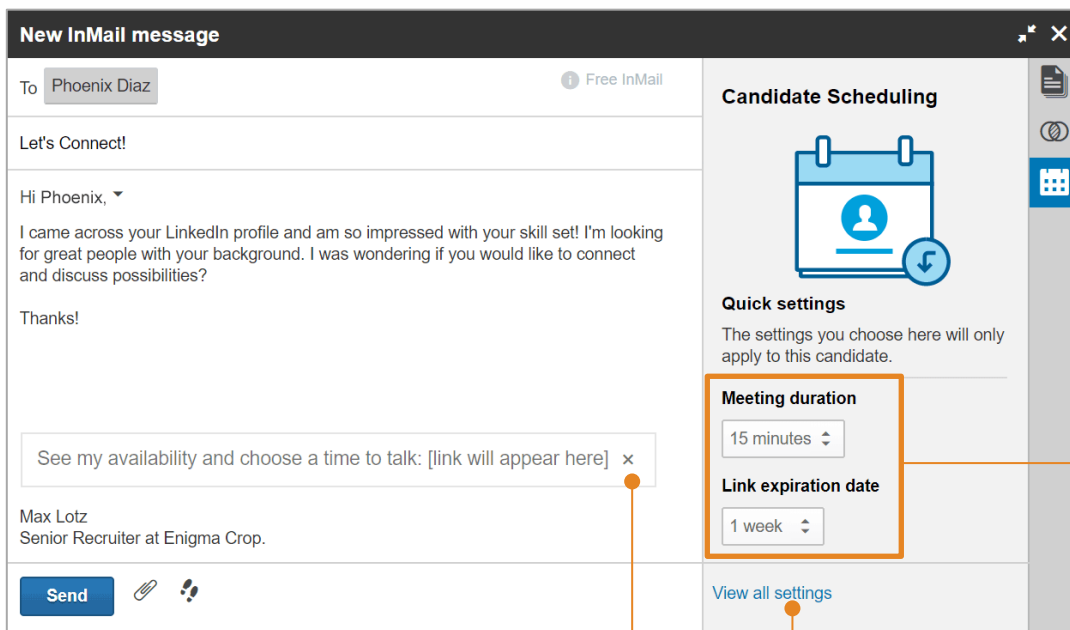 New InMail message
To Phoenix Diaz
Free InMail
Let's Connect!
Hi Phoenix,
I came across your LinkedIn profile and am so impressed with your skill set! I'm looking
for great people with your background. I was wondering if you would like to connect
and discuss possibilities?
Thanks!
See my availability and choose a time to talk: [link will appear here]
Max Lotz
Senior Recruiter at Enigma Crop.
Send
Candidate Scheduling
Quick settings
The settings you choose here will only
apply to this candidate.
Meeting duration
15 minutes
Link expiration date
1 week
View all settings